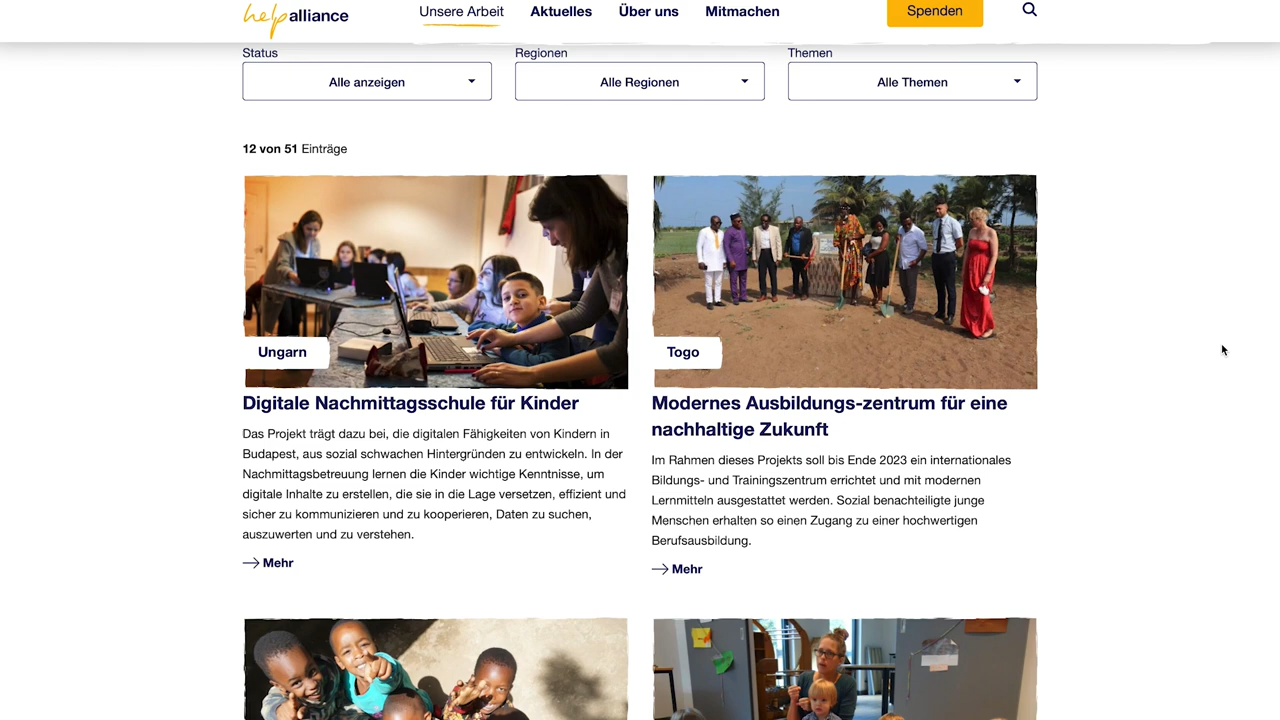 help alliance
Unsere Arbeit Aktuelles Über uns Mitmachen Spenden
Status Regionen Themen
Alle anzeigen Alle Regionen Alle Themen
12 von 51 Einträge
Ungarn
Digitale Nachmittagsschule für Kinder
Das Projekt trägt dazu bei, die digitalen Fähigkeiten von Kindern in
Budapest, aus sozial schwachen Hintergründen zu entwickeln. In der
Nachmittagsbetreuung lernen die Kinder wichtige Kenntnisse, um
digitale Inhalte zu erstellen, die sie in die Lage versetzen, effizient und
sicher zu kommunizieren und zu kooperieren, Daten zu suchen,
auszuwerten und zu verstehen.
Mehr
Togo
Modernes Ausbildungs-zentrum für eine
nachhaltige Zukunft
Im Rahmen dieses Projekts soll bis Ende 2023 ein internationales
Bildungs- und Trainingszentrum errichtet und mit modernen
Lernmitteln ausgestattet werden. Sozial benachteiligte junge
Menschen erhalten so einen Zugang zu einer hochwertigen
Berufsausbildung.
Mehr